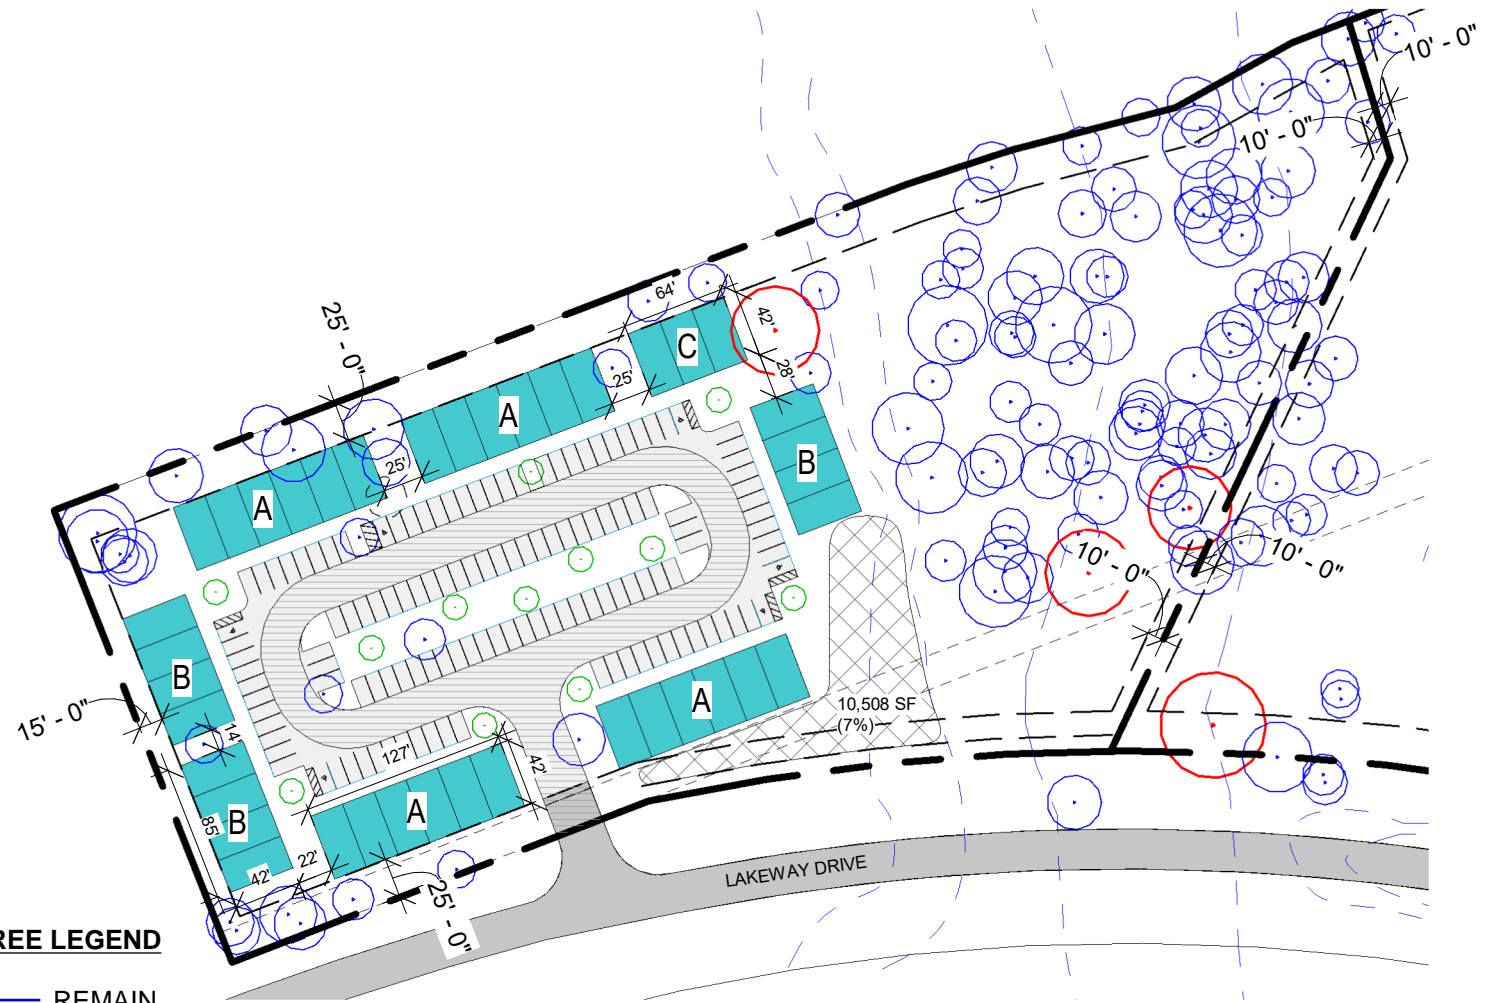 10' - 0"
10' - 0"
64'
42'
25' - 0"
C
28'
25'
A
B
25'
A
10' - 0"
10' - 0"
B
A
10,508 SF
(7%)
15' - 0"
14'
127'
42'
A
B
85'
22'
42'
LAKEWAY DRIVE
25' - 0"
REE LEGEND
REMAIN